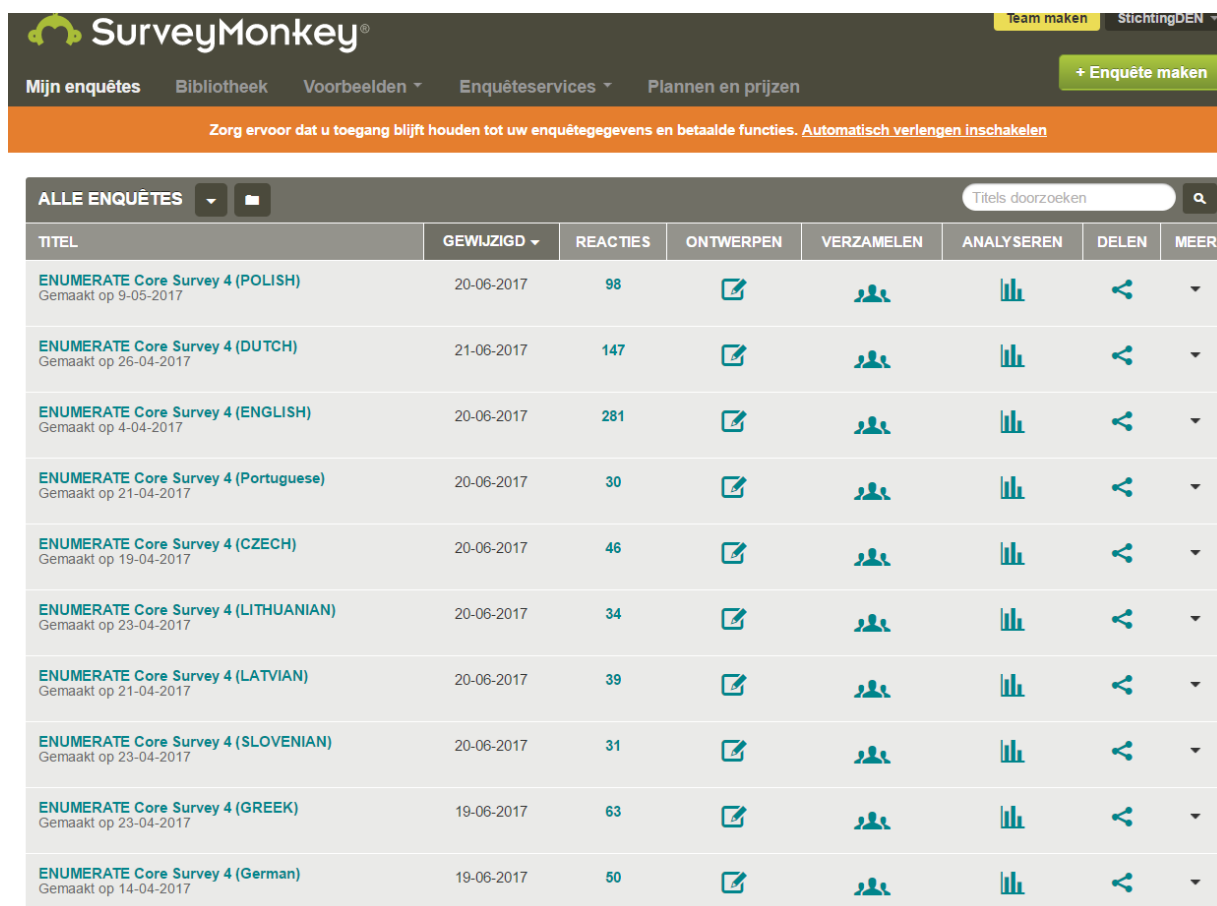 SurveyMonkey®
Team maken StichtingDEN
Mijn enquêtes Bibliotheek Voorbeelden Enquêteservices Plannen en prijzen
+ Enquête maken
Zorg ervoor dat u toegang blijft houden tot uw enquêtegegevens en betaalde functies. Automatisch verlengen inschakelen
ALLE ENQUÊTES Titels doorzoeken
TITEL GEWIJZIGD REACTIES ONTWERPEN VERZAMELEN ANALYSEREN DELEN MEER
ENUMERATE Core Survey 4 (POLISH) 20-06-2017 98
Gemaakt op 9-05-2017
ENUMERATE Core Survey 4 (DUTCH) 21-06-2017 147
Gemaakt op 26-04-2017
ENUMERATE Core Survey 4 (ENGLISH) 20-06-2017 281
Gemaakt op 4-04-2017
ENUMERATE Core Survey 4 (Portuguese) 20-06-2017 30
Gemaakt op 21-04-2017
ENUMERATE Core Survey 4 (CZECH) 20-06-2017 46
Gemaakt op 19-04-2017
ENUMERATE Core Survey 4 (LITHUANIAN) 20-06-2017 34
Gemaakt op 23-04-2017
ENUMERATE Core Survey 4 (LATVIAN) 20-06-2017 39
Gemaakt op 21-04-2017
ENUMERATE Core Survey 4 (SLOVENIAN) 20-06-2017 31
Gemaakt op 23-04-2017
ENUMERATE Core Survey 4 (GREEK) 19-06-2017 63
Gemaakt op 23-04-2017
ENUMERATE Core Survey 4 (German) 19-06-2017 50
Gemaakt op 14-04-2017